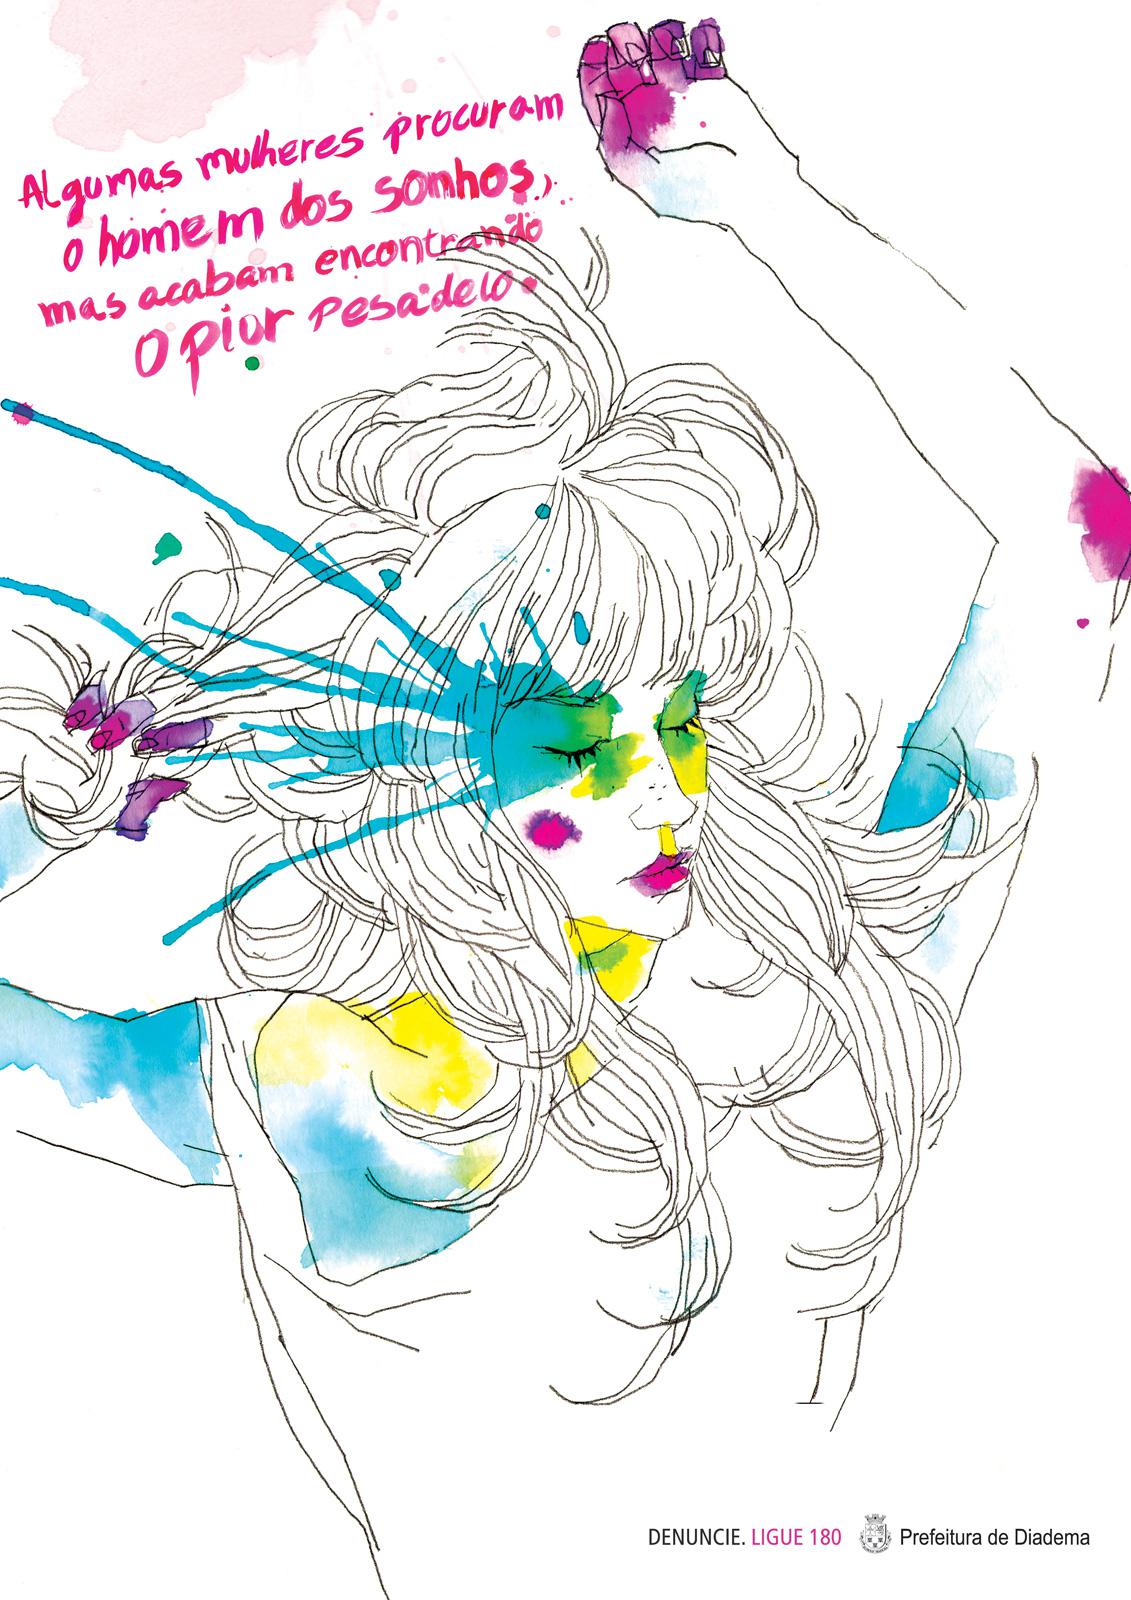 Algumas mulheres procuram
o homem dos sonhos,
mas acabam encontrando
o pior pesadelo.
DENUNCIE. LIGUE 180 Prefeitura de Diadema